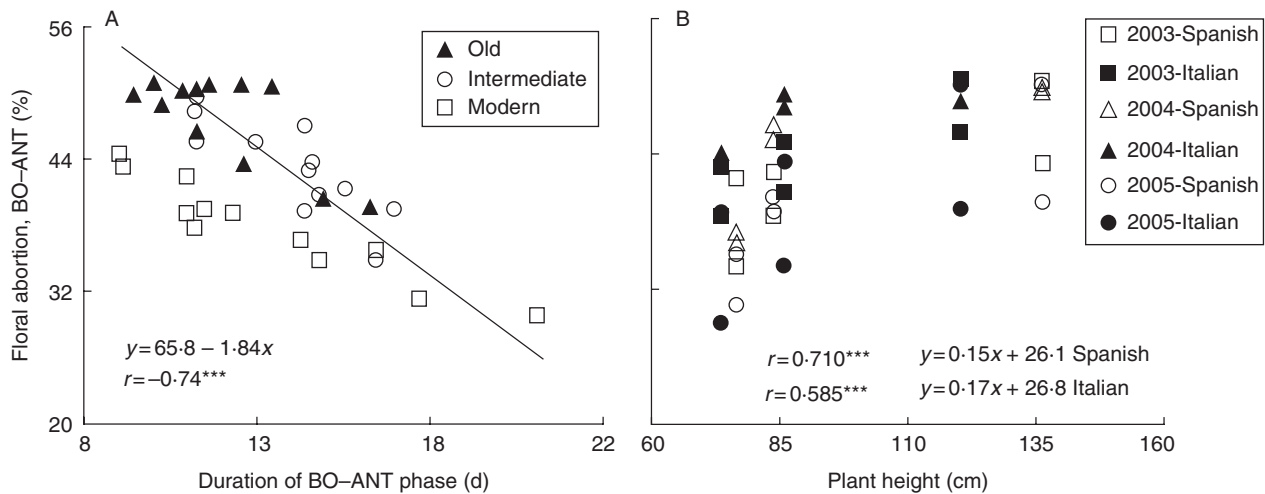 A
B
56
44
32
20
8
13
18
22
Floral abortion, BO–ANT (%)
Duration of BO–ANT phase (d)
Old
Intermediate
Modern
y=65·8 – 1·84x
r=–0·74***
2003-Spanish
2003-Italian
2004-Spanish
2004-Italian
2005-Spanish
2005-Italian
r=0·710*** y=0·15x + 26·1 Spanish
r=0·585*** y=0·17x + 26·8 Italian
60
85
110
135
160
Plant height (cm)